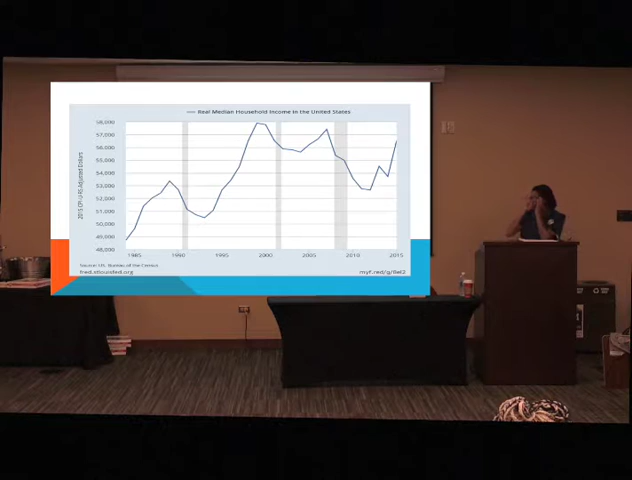 Real Median Household Income in the United States
58,000
57,000
56,000
55,000
54,000
53,000
52,000
51,000
50,000
49,000
48,000
2015 CPI-U-RS Adjusted Dollars
1985 1990 1995 2000 2005 2010 2015
Source: US. Bureau of the Census
fred.stlouisfed.org
myf.red/g/